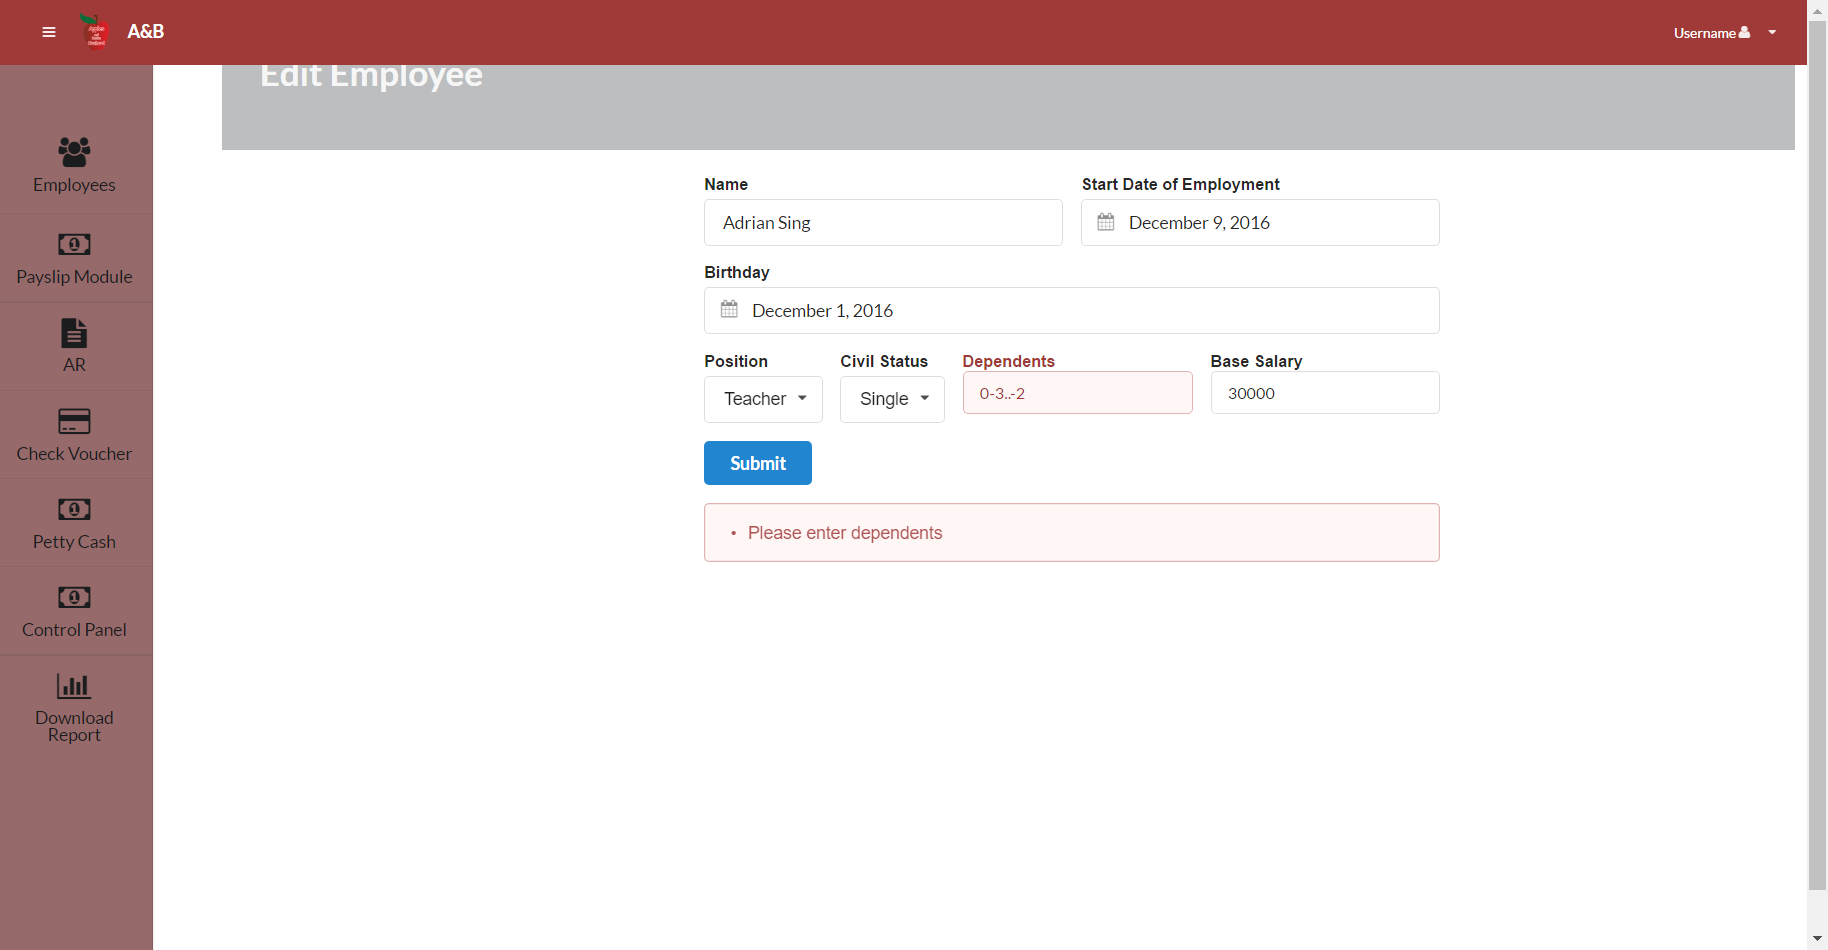 A&B
Username
Edit Employee
Employees
Payslip Module
AR
Check Voucher
Petty Cash
Control Panel
Download
Report
Name
Start Date of Employment
Adrian Sing
December 9, 2016
Birthday
December 1, 2016
Position
Civil Status
Dependents
Base Salary
Teacher
Single
0-3..-2
30000
Submit
• Please enter dependents